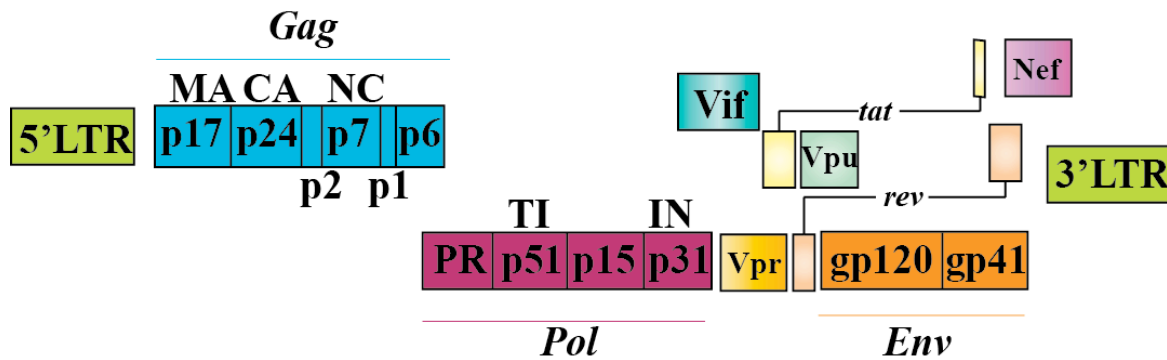 Gag
MA CA NC
5'LTR
p17 p24 p7 p6
p2 p1
Vif
tat
Nef
Vpu
3'LTR
rev
TI IN
PR p51 p15 p31
Vpr
gp120 gp41
Pol
Env